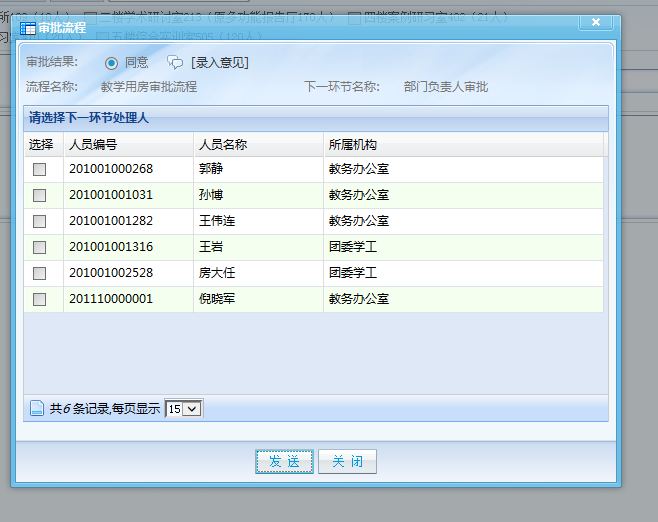 审批流程
审批结果: 同意 [录入意见]
流程名称: 教学用房审批流程 下一环节名称: 部门负责人审批
请选择下一环节处理人
选择 人员编号 人员名称 所属机构
201001000268 郭静 教务办公室
201001001031 孙博 教务办公室
201001001282 王伟连 教务办公室
201001001316 王岩 团委学工
201001002528 房大任 团委学工
201110000001 倪晓军 教务办公室
共6条记录,每页显示 15
发 送 关 闭